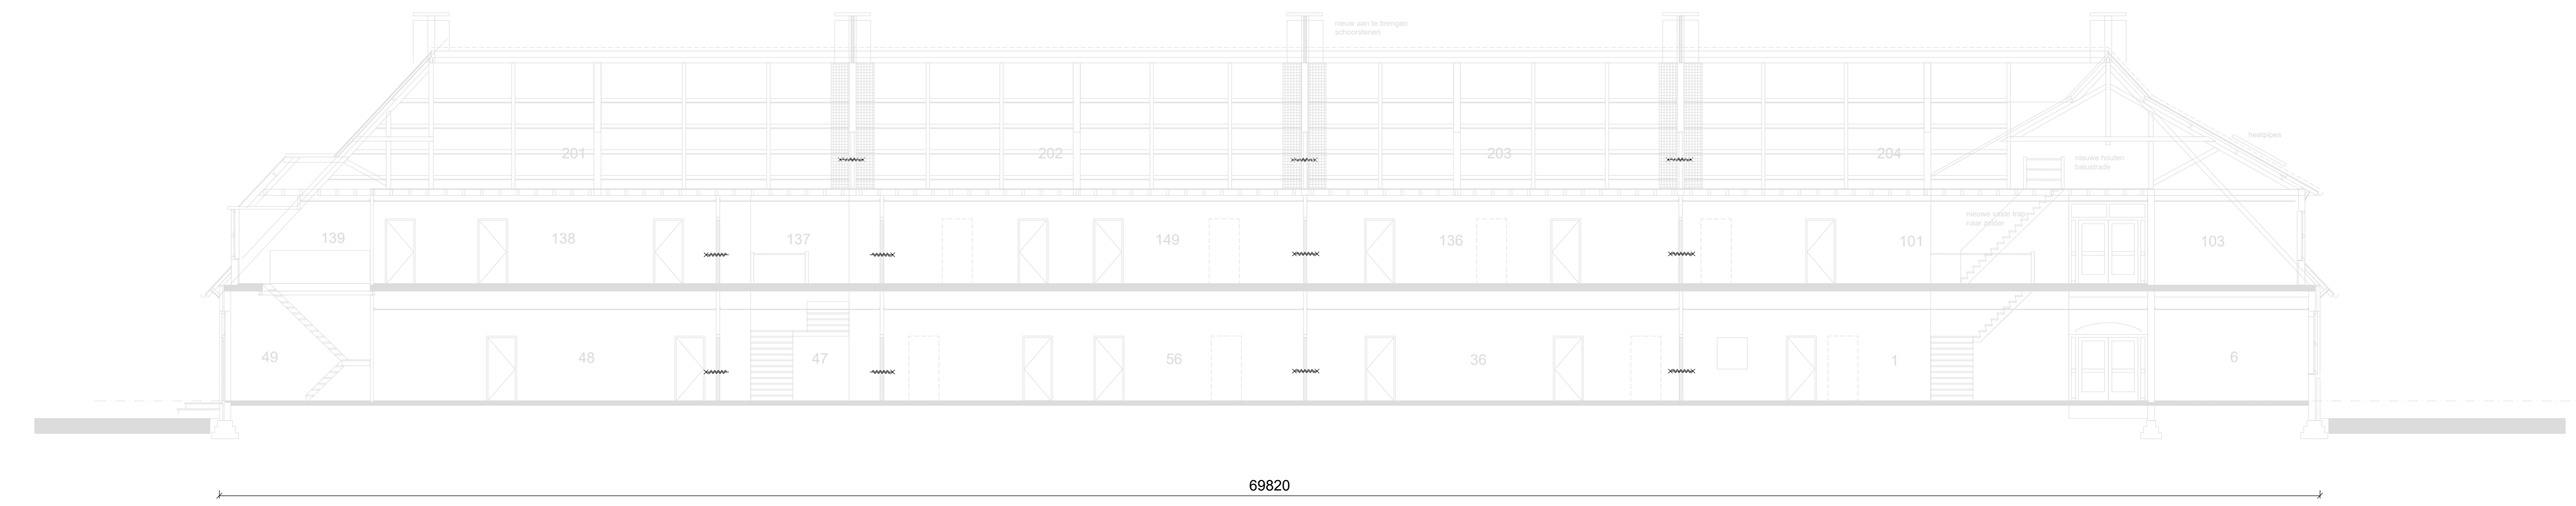 nieuw aan te brengen
schoorstenen
heatpipes
201
202
203
204
nieuwe houten
balustrade
nieuwe vaste trap
naar zolder
139
138
137
149
136
101
103
49
48
47
56
36
1
6
69820